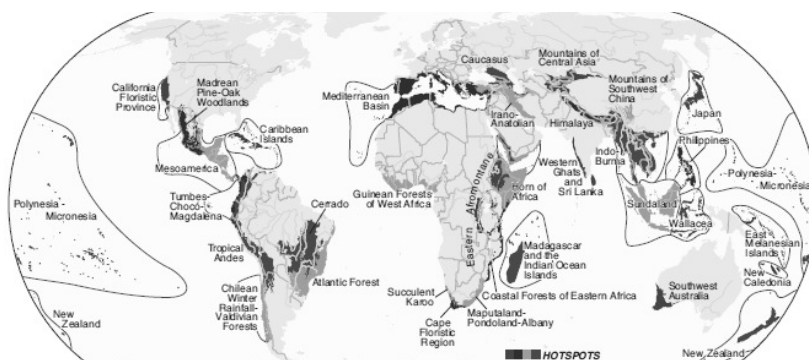 California
Floristic
Province
Madrean
Pine-Oak
Woodlands
Caribbean
Islands
Mesoamerica
Tumbes-
Chocó-
Magdalena
Polynesia -
Micronesia
Tropical
Andes
Cerrado
Atlantic Forest
Chilean
Winter
Rainfall-
Valdivian
Forests
New
Zealand
Mediterranean
Basin
Caucasus
Irano-
Anatolian
Mountains of
Central Asia
Mountains of
Southwest
China
Himalaya
Japan
Indo-
Burma
Philippines
Western
Ghats
and
Sri Lanka
Guinean Forests
of West Africa
Eastern Afromontane
Horn of
Africa
Sundaland
Wallacea
Polynesia-
Micronesia
East
Melanesian
Islands
New
Caledonia
Madagascar
and the
Indian Ocean
Islands
Coastal Forests of Eastern Africa
Maputaland-
Pondoland-Albany
Succulent
Karoo
Cape
Floristic
Region
Southwest
Australia
New Zealand
HOTSPOTS